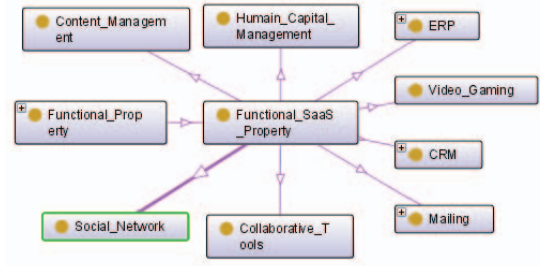 Content_Managem
ent
Humain_Capital_
Management
ERP
Video_Gaming
Functional_Prop
erty
Functional_SaaS
_Property
CRM
Social_Network
Collaborative_T
ools
Mailing